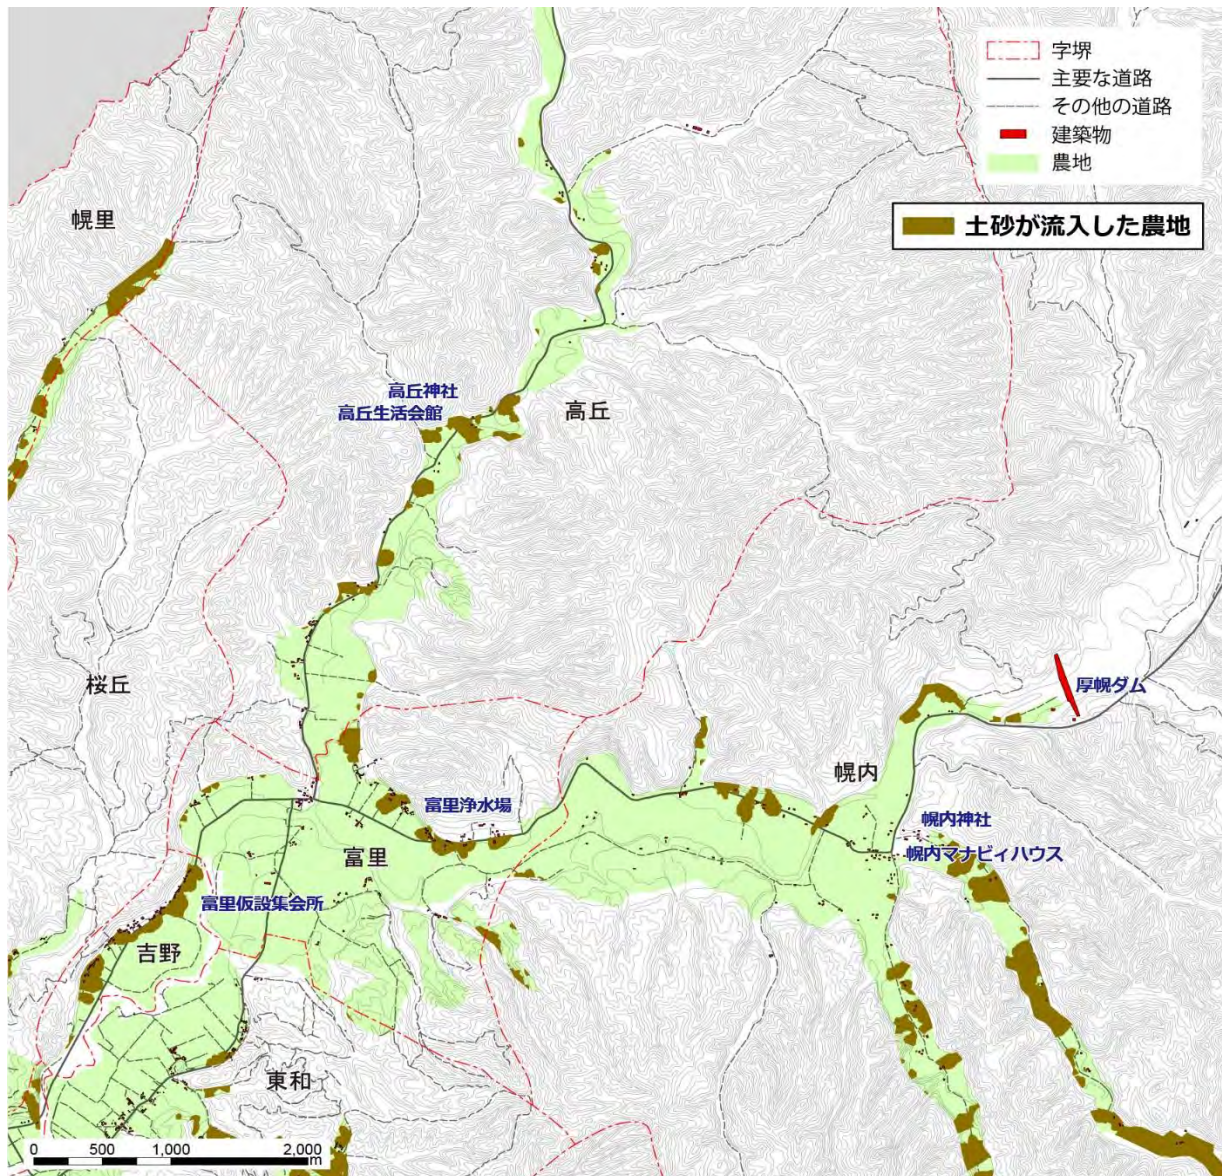 字堺
主要な道路
その他の道路
建築物
農地
土砂が流入した農地
幌里
高丘神社
高丘生活会館
高丘
桜丘
厚幌ダム
幌内
富里浄水場
幌内神社
富里
幌内マナビィハウス
富里仮設集会所
吉野
東和
0 500 1,000 2,000
m